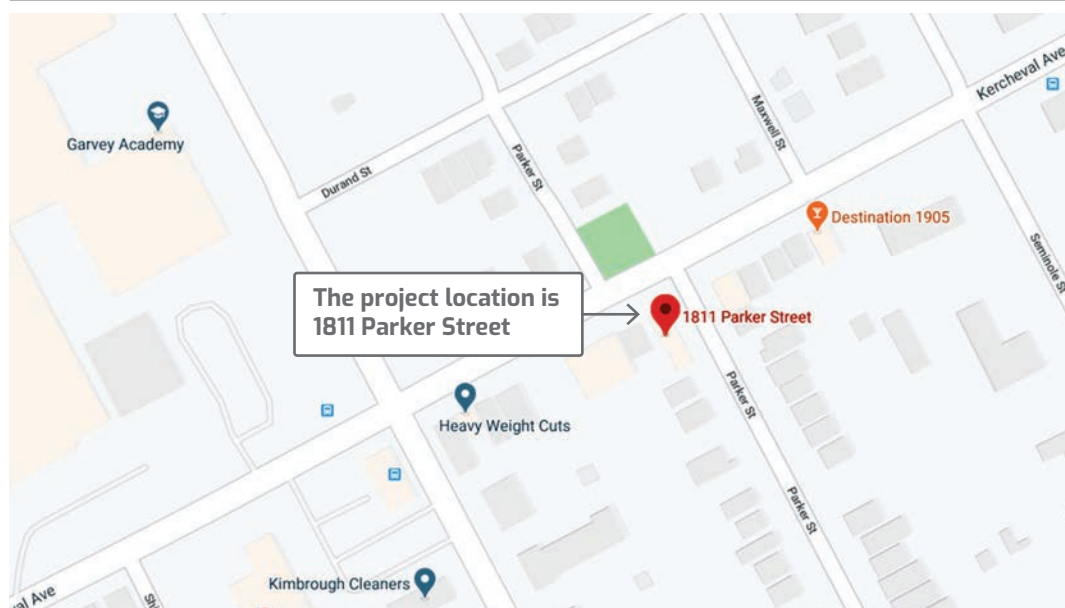 Kercheval Ave
Garvey Academy
Maxwell St
Parker St
Durand St
Destination 1905
Seminole St
The project location is
1811 Parker Street
1811 Parker Street
Parker St
Heavy Weight Cuts
Parker St
Kimbrough Cleaners
al Ave
Shi